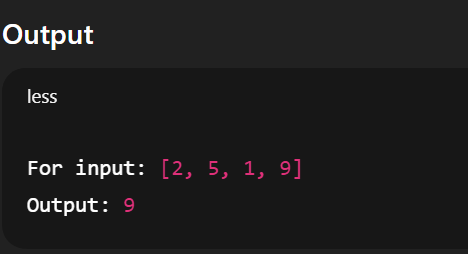 Output
less
For input: [2, 5, 1, 9]
Output: 9